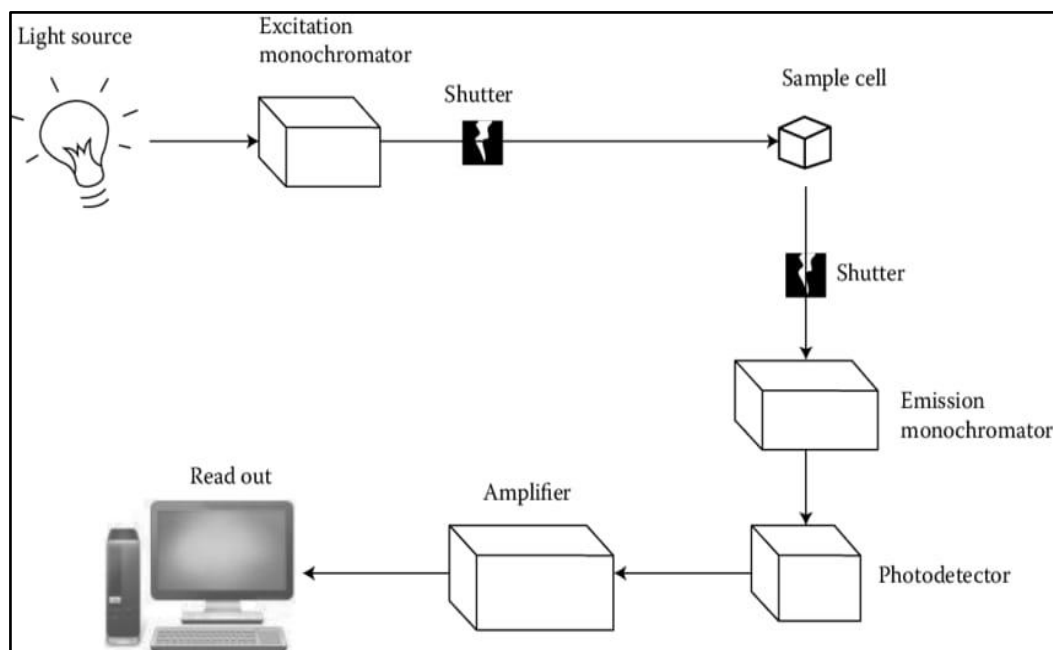 Light source
Excitation
monochromator
Shutter
Sample cell
Shutter
Emission
monochromator
Photodetector
Amplifier
Read out